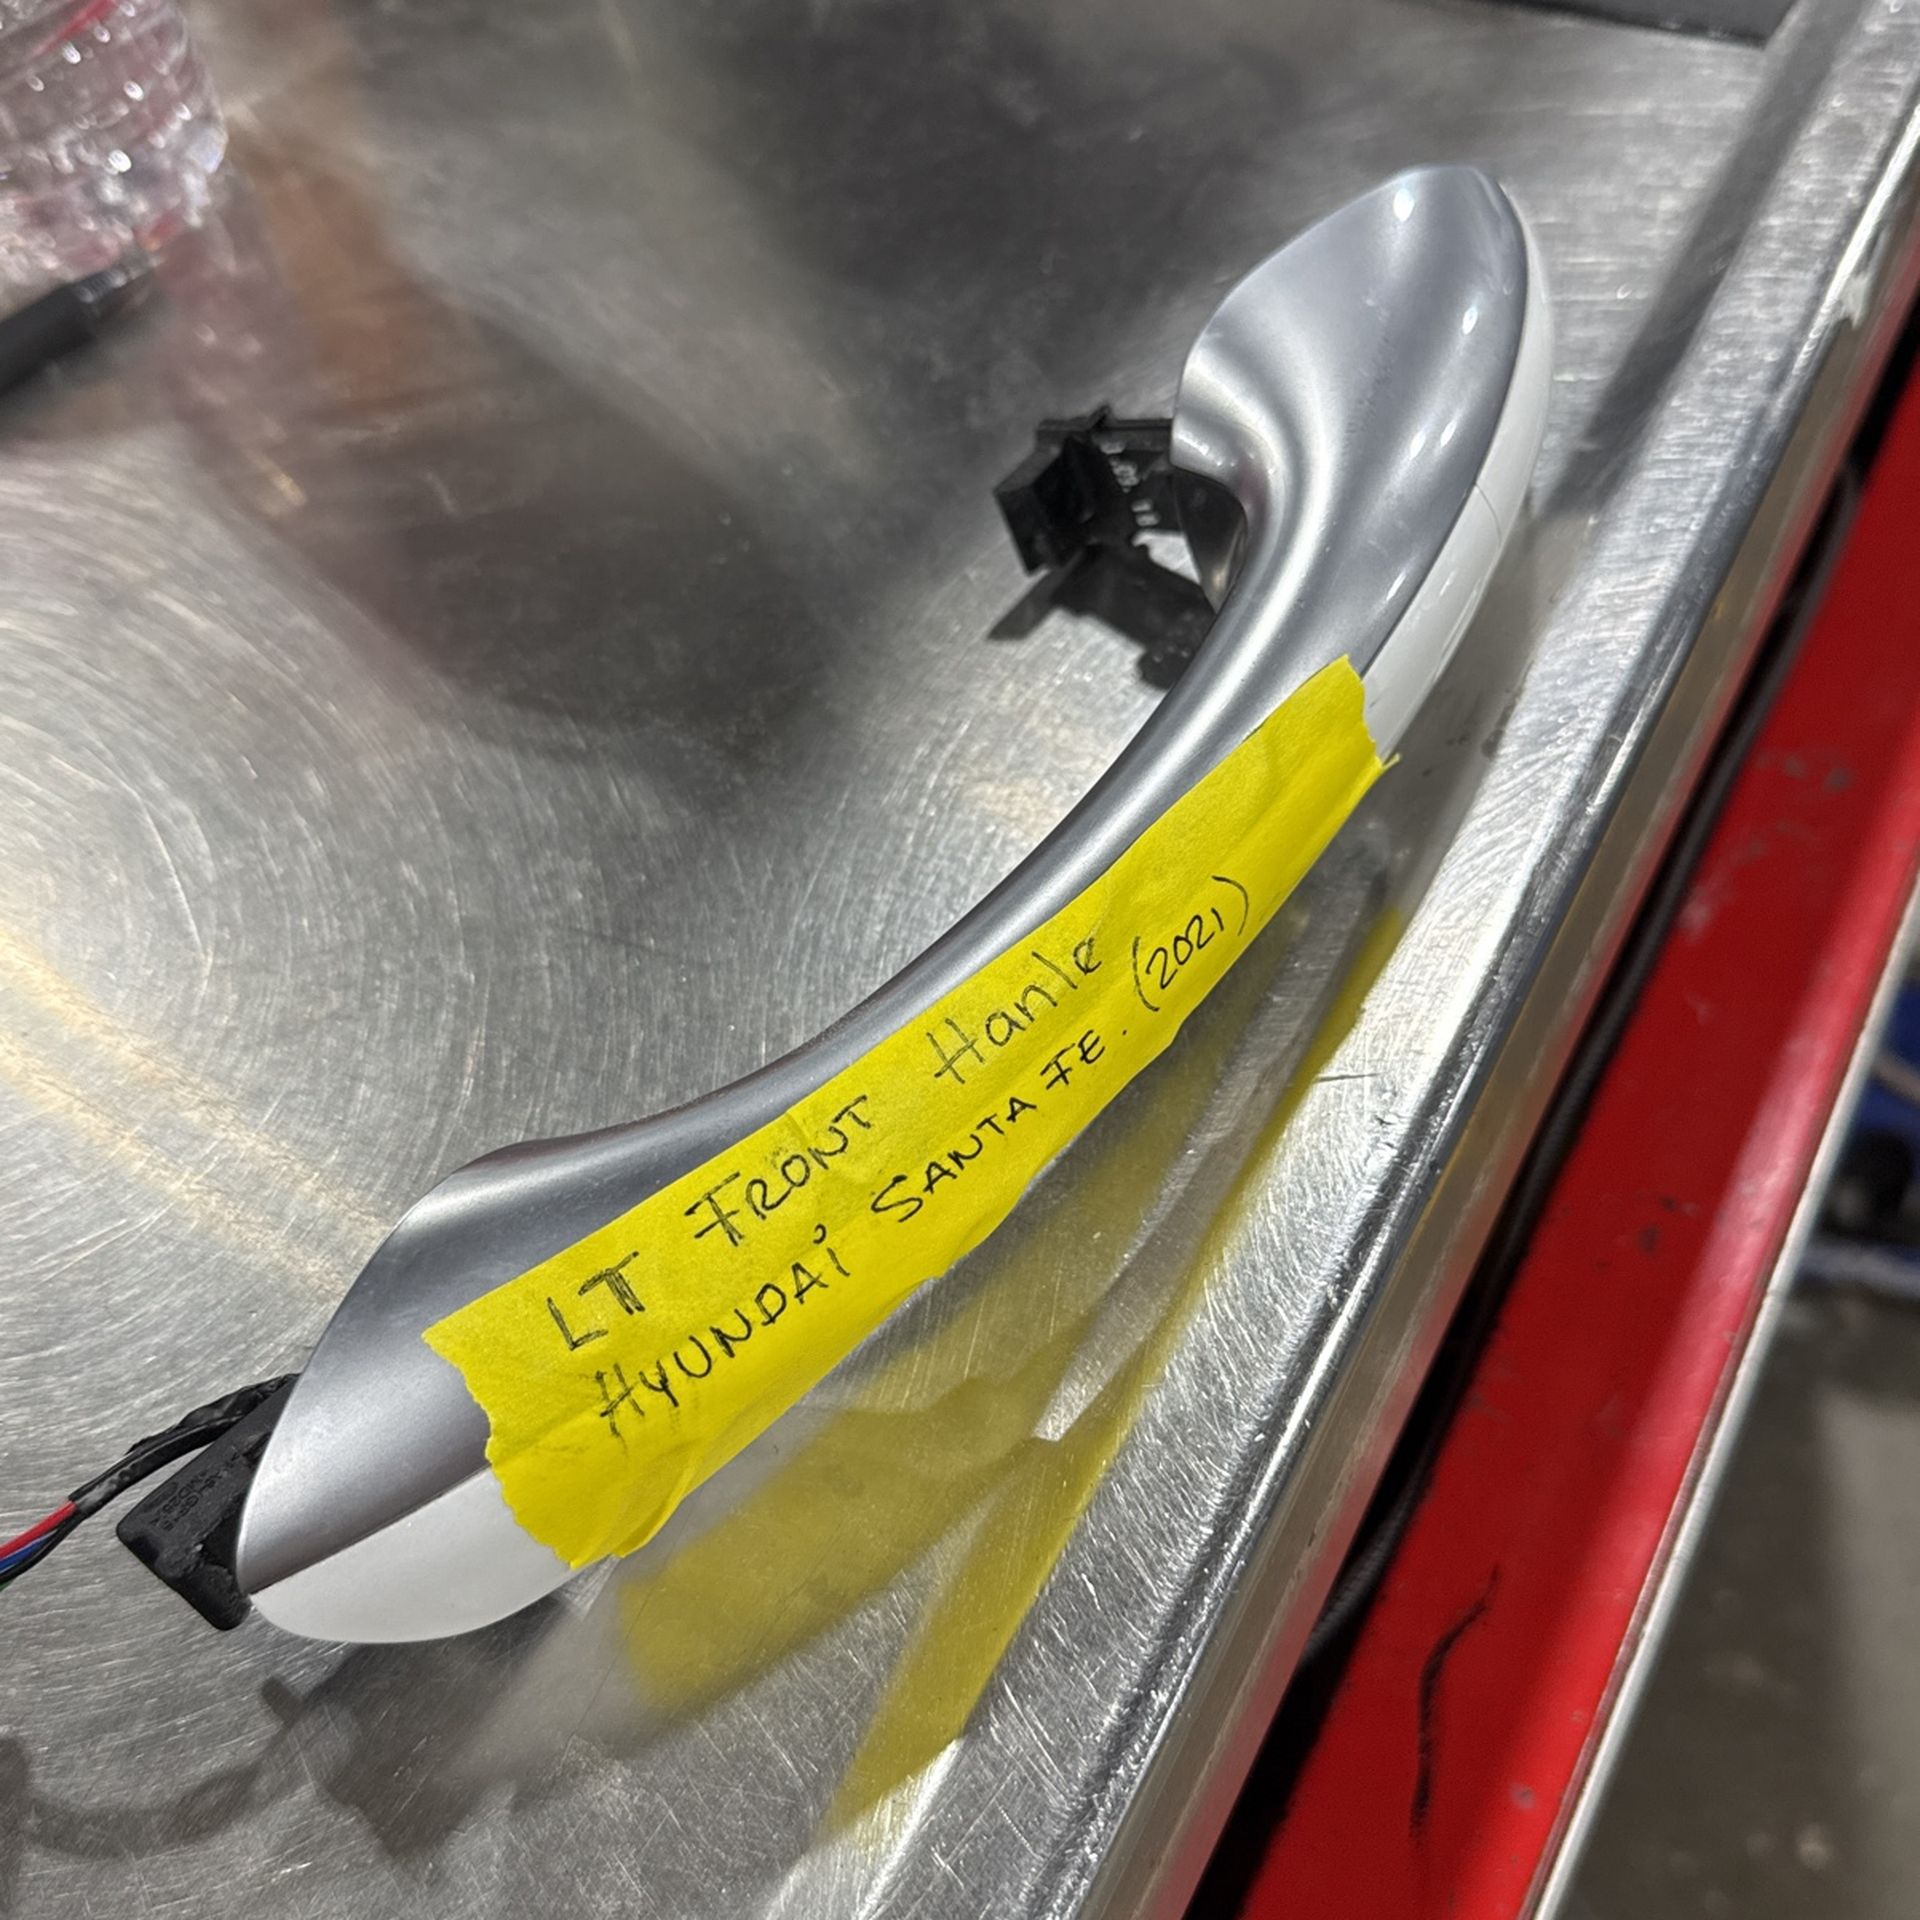 LT FRONT Hanle
HYUNDAi SANTA FE. (2021)